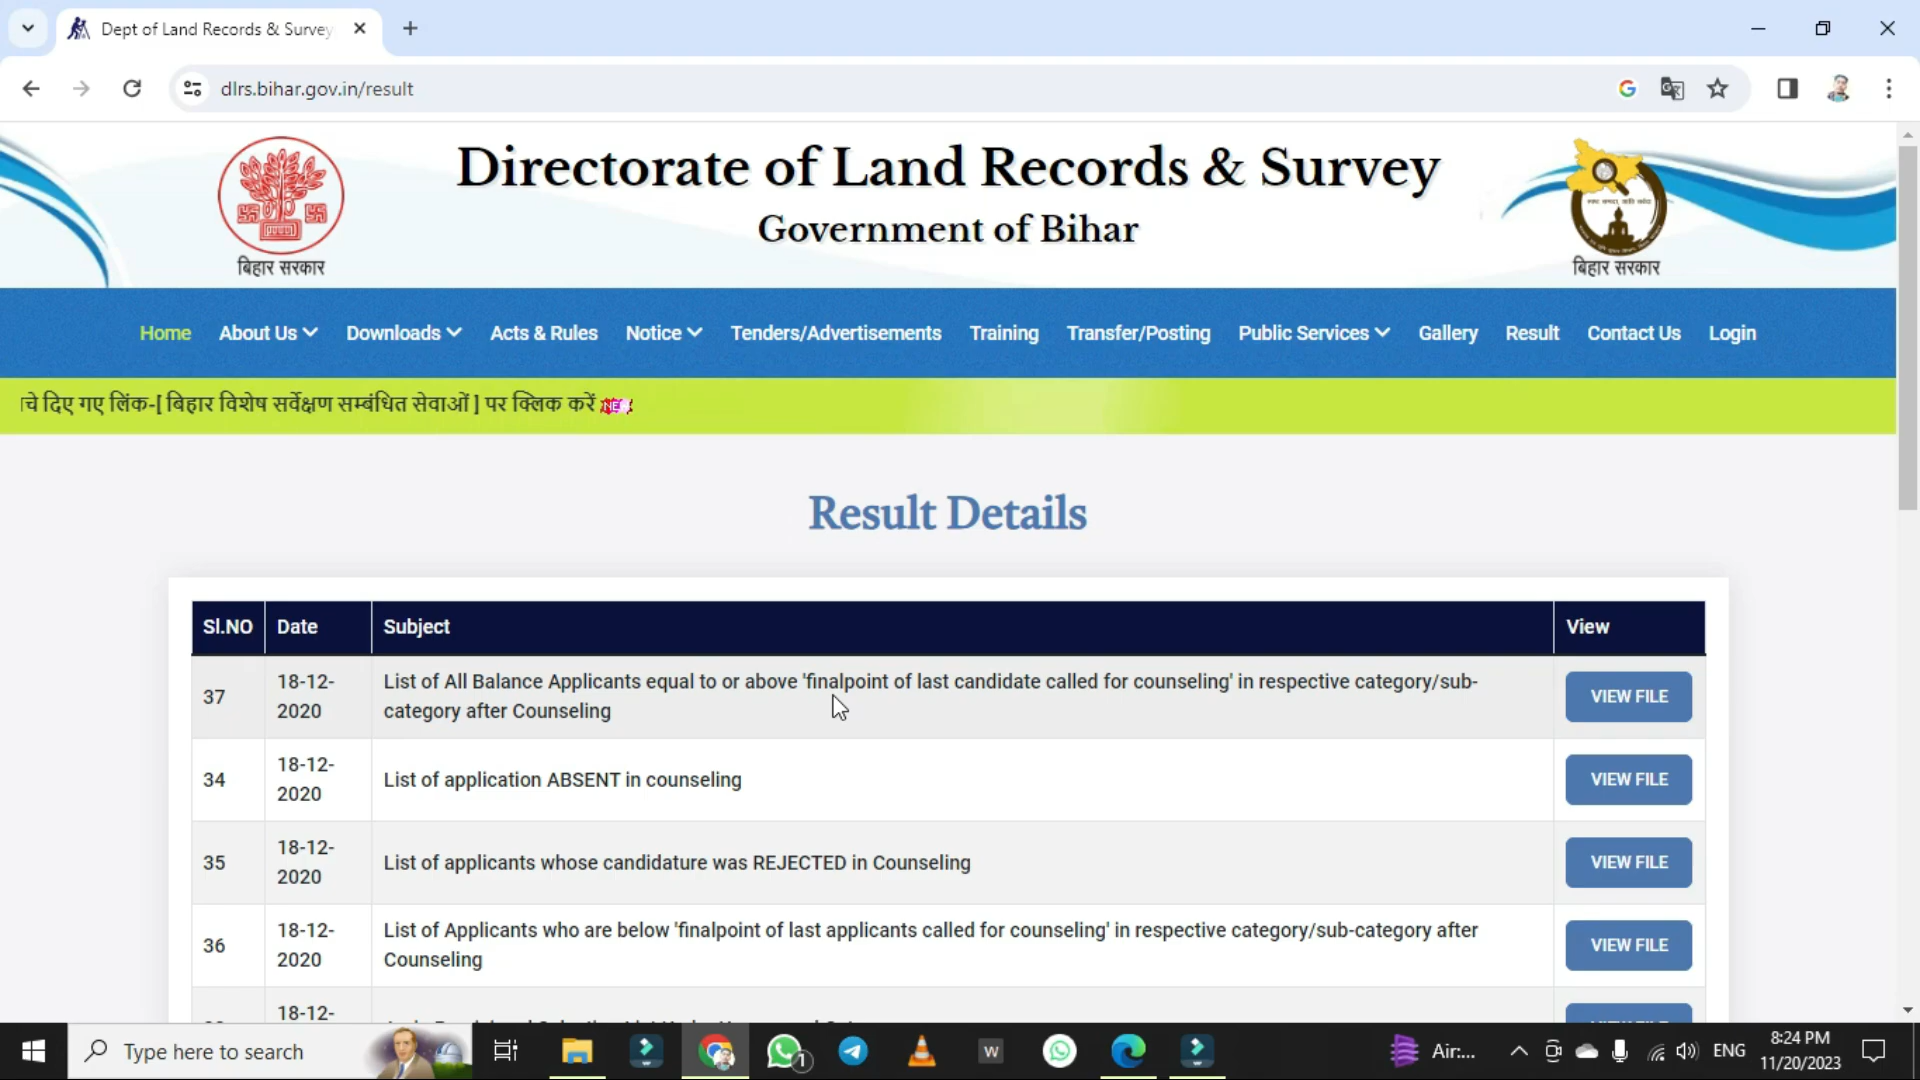 Dept of Land Records & Survey
dlrs.bihar.gov.in/result
Directorate of Land Records & Survey
Government of Bihar
बिहार सरकार
बिहार सरकार
Home About Us Downloads Acts & Rules Notice Tenders/Advertisements Training Transfer/Posting Public Services Gallery Result Contact Us Login
चे दिए गए लिंक-[ बिहार विशेष सर्वेक्षण सम्बंधित सेवाओं ] पर क्लिक करें NEW
Result Details
Sl.NO Date Subject View
37 18-12-2020 List of All Balance Applicants equal to or above 'finalpoint of last candidate called for counseling' in respective category/sub-
category after Counseling VIEW FILE
34 18-12-2020 List of application ABSENT in counseling VIEW FILE
35 18-12-2020 List of applicants whose candidature was REJECTED in Counseling VIEW FILE
36 18-12-2020 List of Applicants who are below 'finalpoint of last applicants called for counseling' in respective category/sub-category after
Counseling VIEW FILE
18-12-
Type here to search
1
W
Air:...
ENG
8:24 PM
11/20/2023